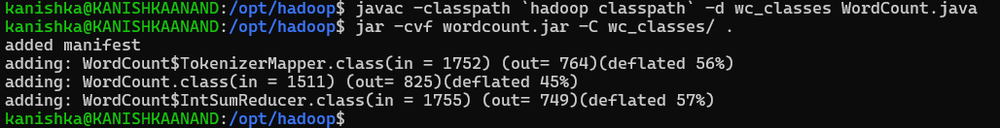 kanishka@KANISHKAANAND:/opt/hadoop$ javac -classpath `hadoop classpath` -d wc_classes WordCount.java
kanishka@KANISHKAANAND:/opt/hadoop$ jar -cvf wordcount.jar -C wc_classes/ .
added manifest
adding: WordCount$TokenizerMapper.class(in = 1752) (out= 764)(deflated 56%)
adding: WordCount.class(in = 1511) (out= 825)(deflated 45%)
adding: WordCount$IntSumReducer.class(in = 1755) (out= 749)(deflated 57%)
kanishka@KANISHKAANAND:/opt/hadoop$